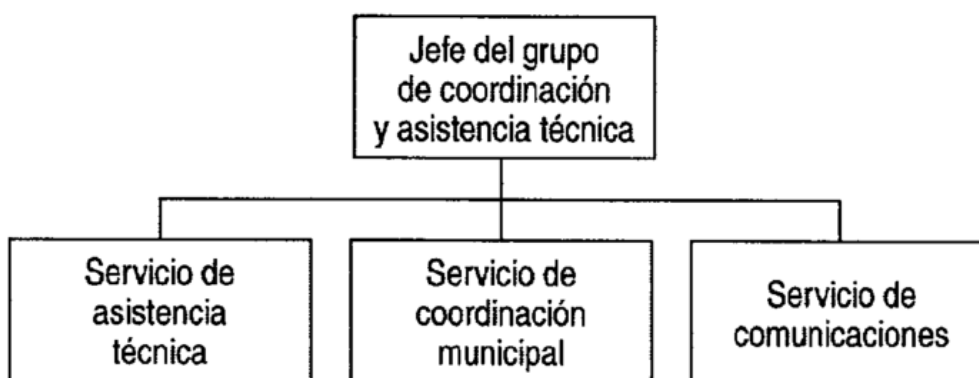 Jefe del grupo
de coordinación
y asistencia técnica
Servicio de
asistencia
técnica
Servicio de
coordinación
municipal
Servicio de
comunicaciones